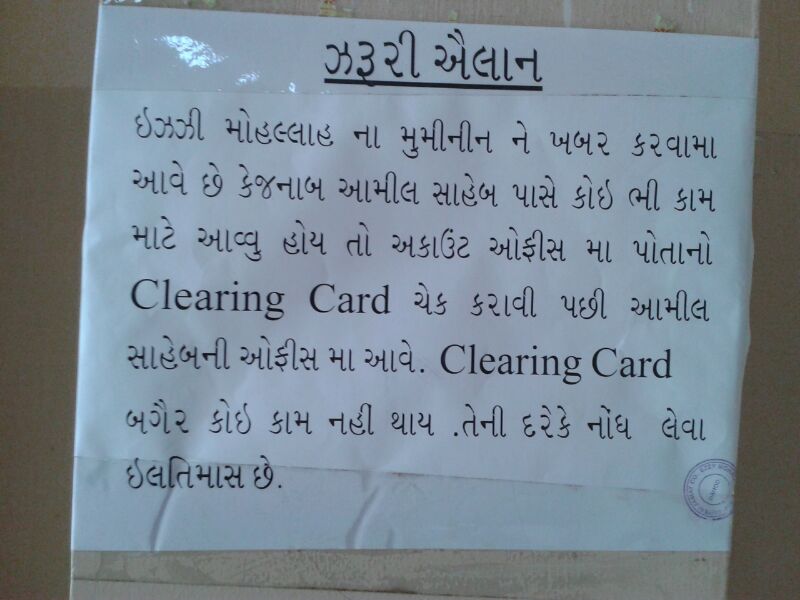 ઝરૂરી ઐલાન
ઇઝઝી મોહલ્લાહ ના મુમિનીન ને ખબર કરવામા
આવે છે કેજનાબ આમીલ સાહેબ પાસે કોઇ ભી કામ
માટે આવ્વુ હોય તો અકાઉંટ ઓફીસ મા પોતાનો
Clearing Card ચેક કરાવી પછી આમીલ
સાહેબની ઓફીસ મા આવે. Clearing Card
બગૈર કોઇ કામ નહી થાય .તેની દરેકે નોંધ લેવા
ઇલતિમાસ છે.